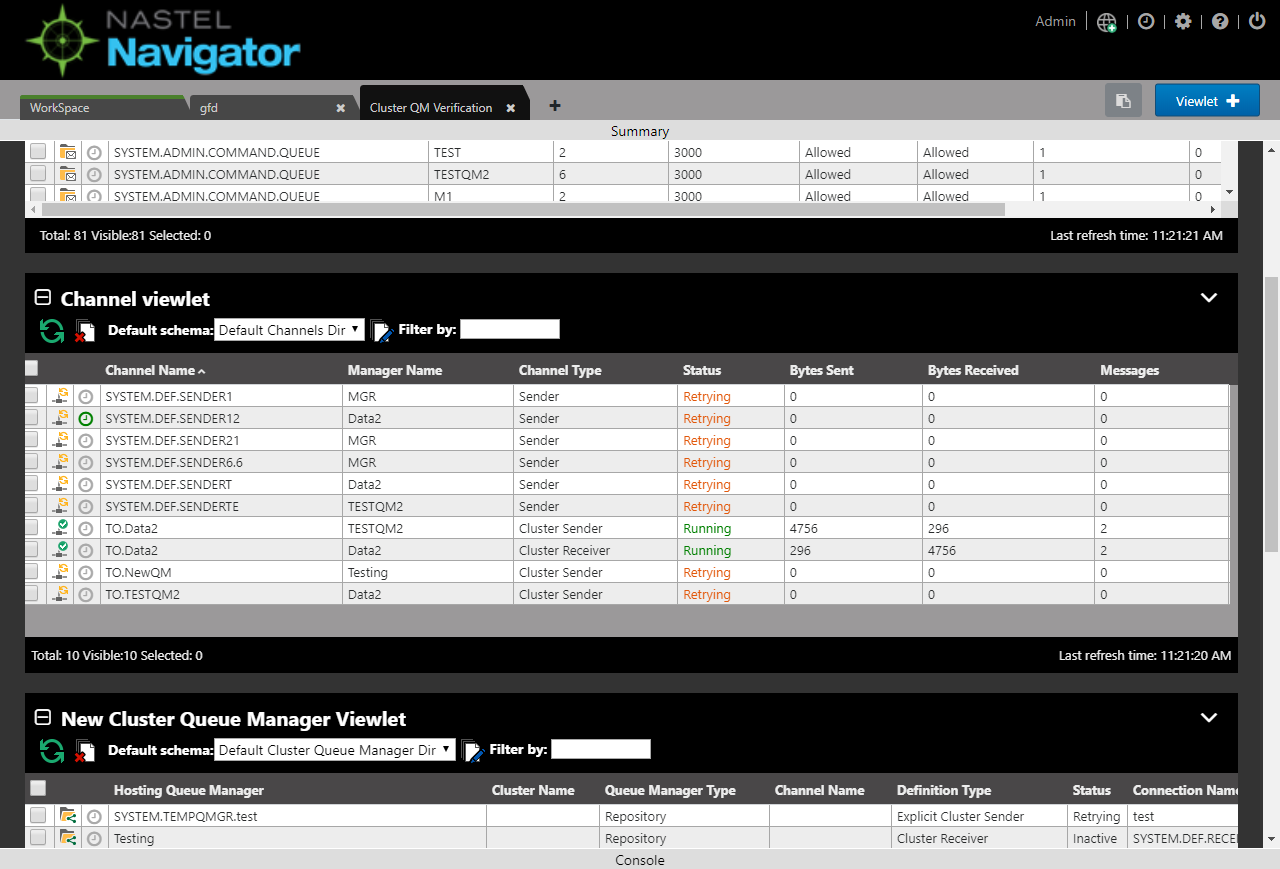 NASTEL
Navigator
Admin
WorkSpace
gfd
Cluster QM Verification
Viewlet
Summary
SYSTEM.ADMIN.COMMAND.QUEUE TEST 2 3000 Allowed Allowed 1 0
SYSTEM.ADMIN.COMMAND.QUEUE TESTQM2 6 3000 Allowed Allowed 1 0
SYSTEM.ADMIN.COMMAND.QUEUE M1 2 3000 Allowed Allowed 1 0
Total: 81 Visible:81 Selected: 0 Last refresh time: 11:21:21 AM
Channel viewlet
Default schema: Default Channels Dir Filter by:
Channel Name Manager Name Channel Type Status Bytes Sent Bytes Received Messages
SYSTEM.DEF.SENDER1 MGR Sender Retrying 0 0 0
SYSTEM.DEF.SENDER12 Data2 Sender Retrying 0 0 0
SYSTEM.DEF.SENDER21 MGR Sender Retrying 0 0 0
SYSTEM.DEF.SENDER6.6 MGR Sender Retrying 0 0 0
SYSTEM.DEF.SENDERT Data2 Sender Retrying 0 0 0
SYSTEM.DEF.SENDERTE TESTQM2 Sender Retrying 0 0 0
TO.Data2 TESTQM2 Cluster Sender Running 4756 296 2
TO.Data2 Data2 Cluster Receiver Running 296 4756 2
TO.NewQM Testing Cluster Sender Retrying 0 0 0
TO.TESTQM2 Data2 Cluster Sender Retrying 0 0 0
Total: 10 Visible:10 Selected: 0 Last refresh time: 11:21:20 AM
New Cluster Queue Manager Viewlet
Default schema: Default Cluster Queue Manager Dir Filter by:
Hosting Queue Manager Cluster Name Queue Manager Type Channel Name Definition Type Status Connection Name
SYSTEM.TEMPQMGR.test Repository Explicit Cluster Sender Retrying test
Testing Repository Cluster Receiver Inactive SYSTEM.DEF.RECEI
Console